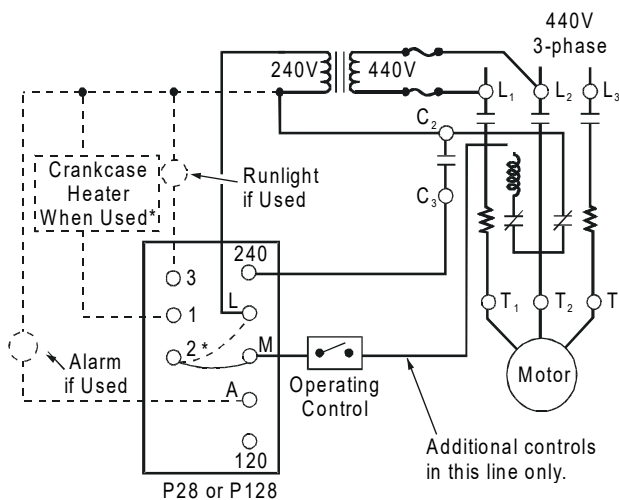 440V
3-phase
240V
440V
L1
L2
L3
C2
Crankcase
Heater
When Used*
Runlight
if Used
C3
240
3
L
1
2*
M
T1
T2
T
Alarm
if Used
A
Operating
Control
Motor
120
Additional controls
in this line only.
P28 or P128